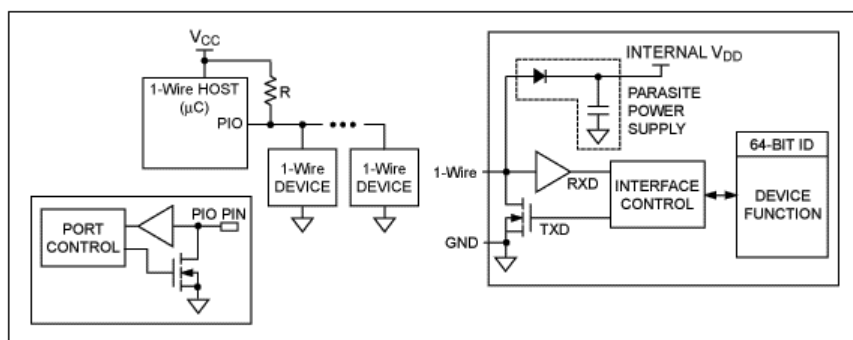 VCC
1-Wire HOST
(µC)
PIO
R
1-Wire
DEVICE
1-Wire
DEVICE
PORT
CONTROL
PIO PIN
INTERNAL VDD
PARASITE
POWER
SUPPLY
1-Wire
RXD
TXD
GND
INTERFACE
CONTROL
64-BIT ID
DEVICE
FUNCTION